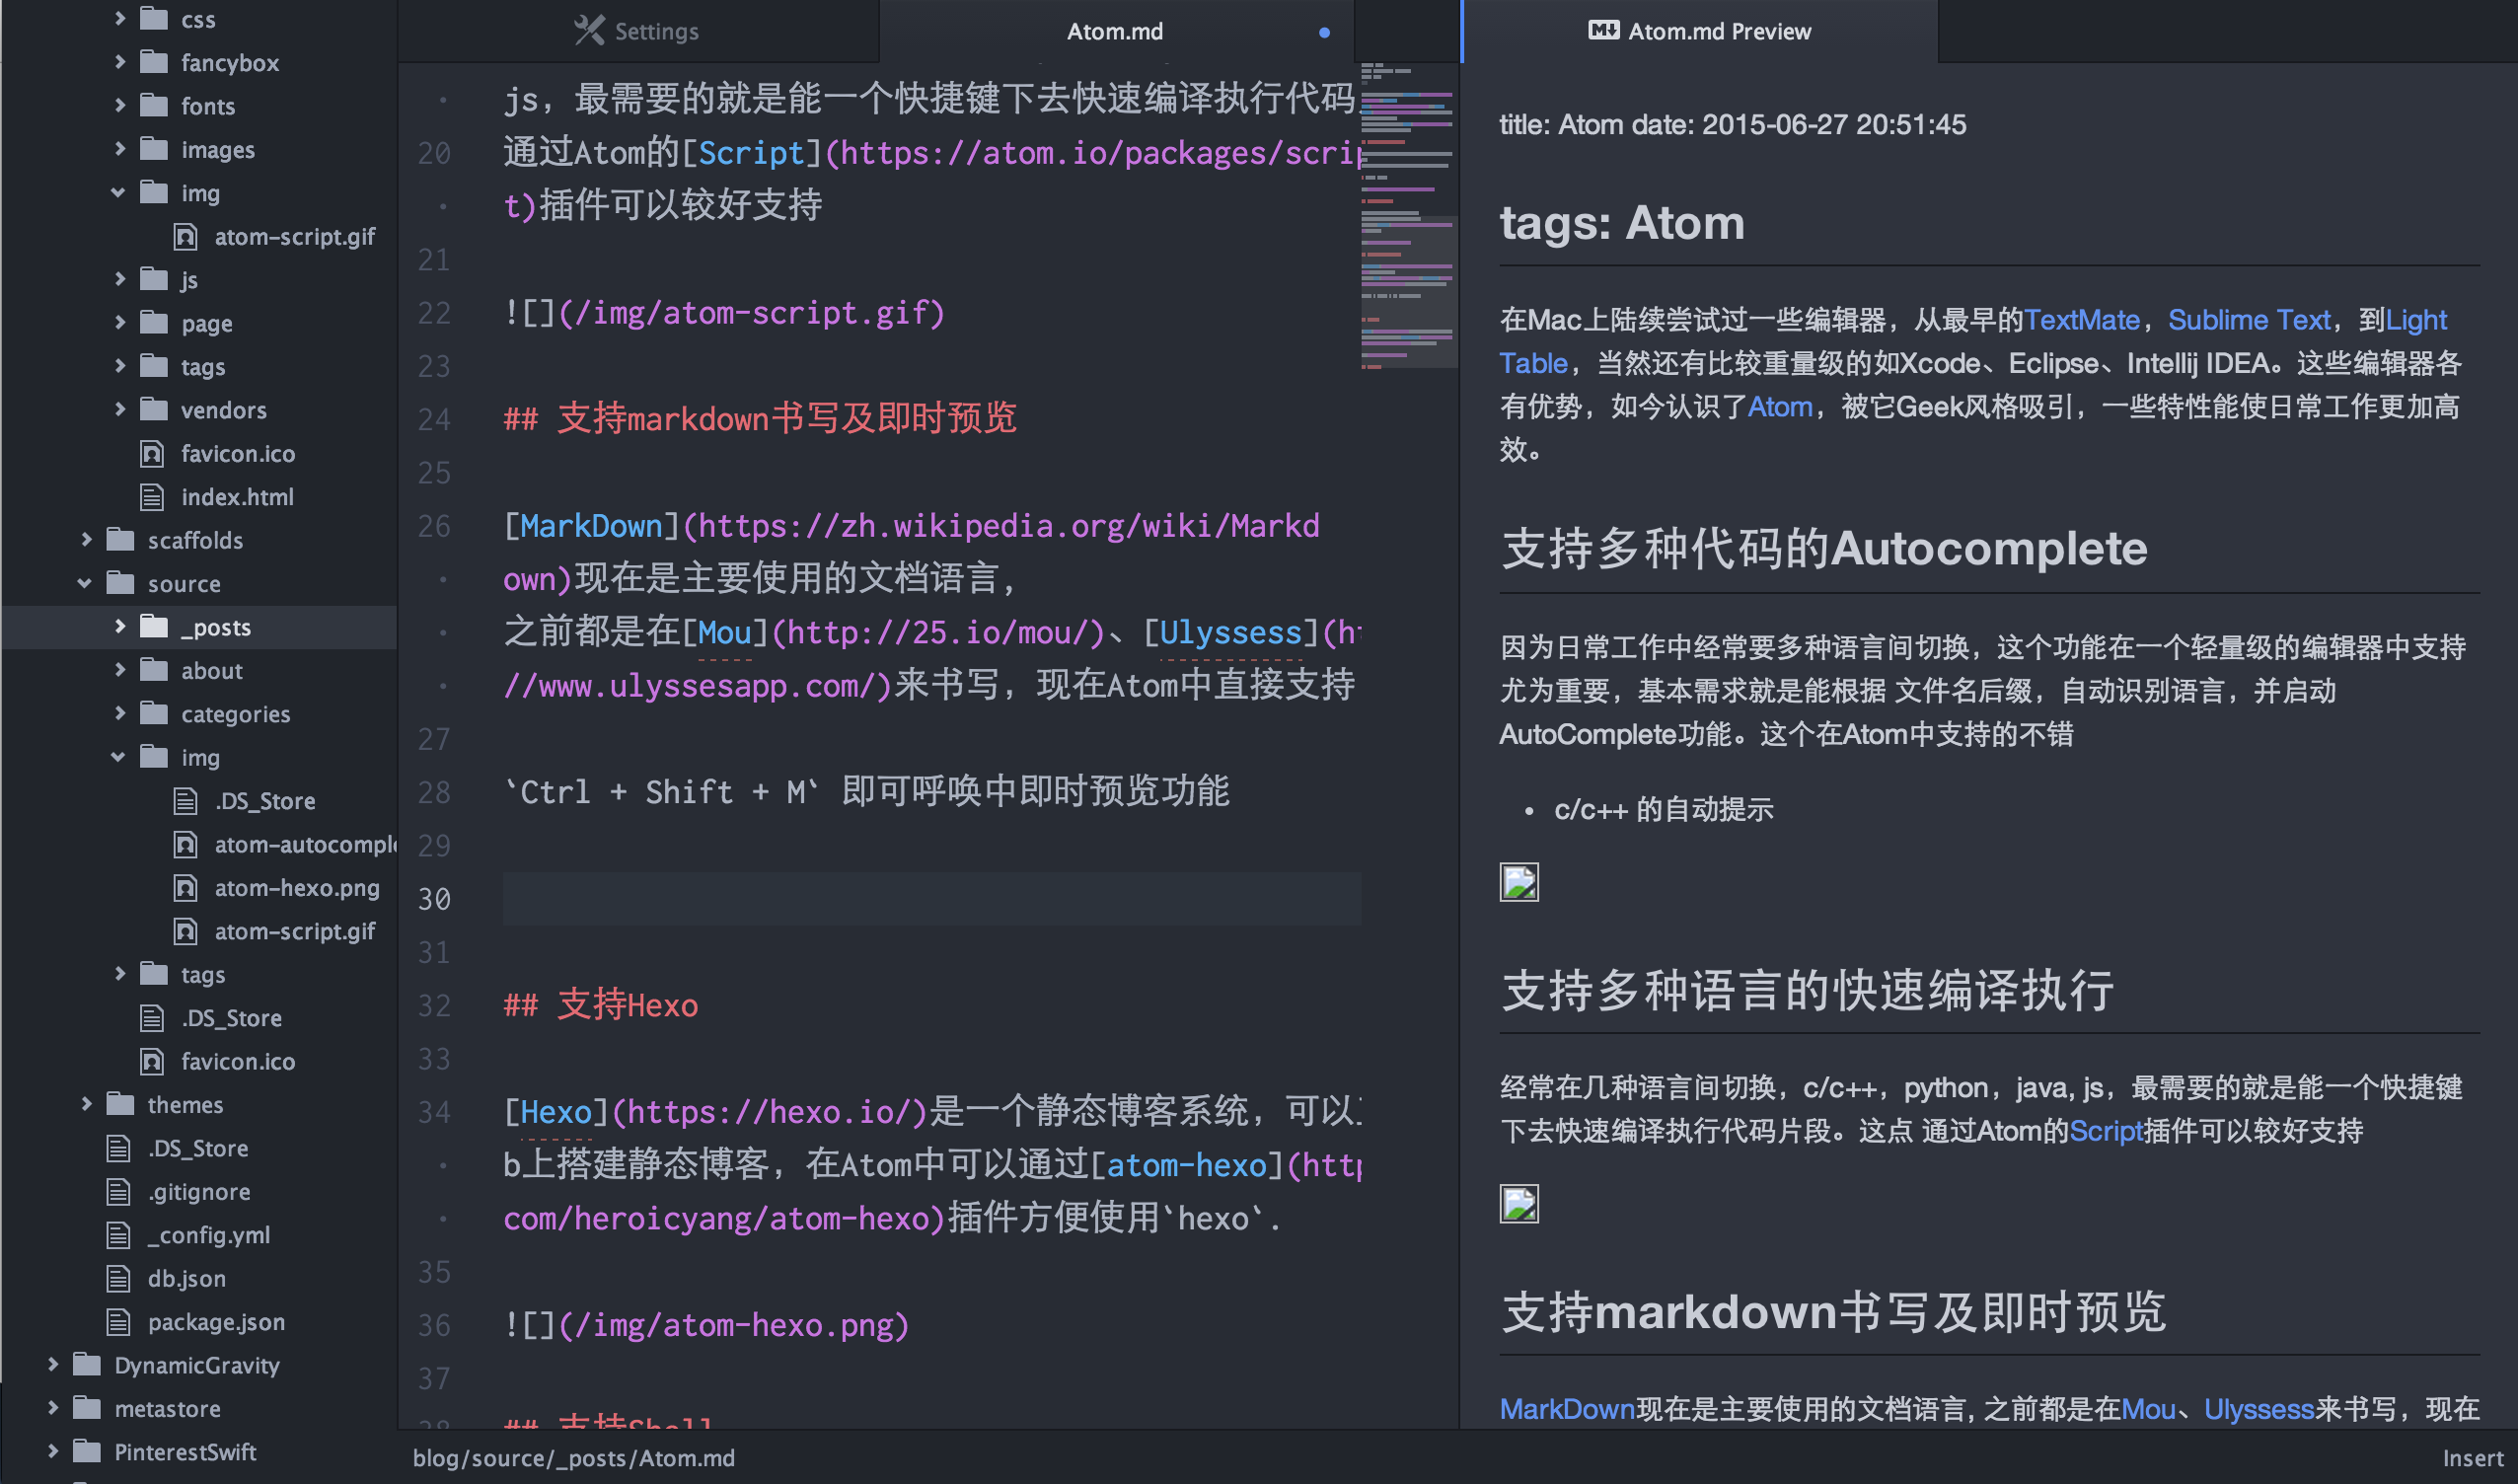 css
fancybox
fonts
images
img
atom-script.gif
js
page
tags
vendors
favicon.ico
index.html
scaffolds
source
_posts
about
categories
img
.DS_Store
atom-autocompl
atom-hexo.png
atom-script.gif
tags
.DS_Store
favicon.ico
themes
.DS_Store
.gitignore
_config.yml
db.json
package.json
DynamicGravity
metastore
PinterestSwift
Settings
Atom.md
js，最需要的就是能一个快捷键下去快速编译执行代码
20 通过Atom的[Script](https://atom.io/packages/scrip
t)插件可以较好支持
21
22 ![](/img/atom-script.gif)
23
24 ## 支持markdown书写及即时预览
25
26 [MarkDown](https://zh.wikipedia.org/wiki/Markd
own)现在是主要使用的文档语言,
之前都是在[Mou](http://25.io/mou/)、[Ulyssess](ht
//www.ulyssesapp.com/)来书写，现在Atom中直接支持
27
28 `Ctrl + Shift + M` 即可呼唤中即时预览功能
29
30
31
32 ## 支持Hexo
33
34 [Hexo](https://hexo.io/)是一个静态博客系统，可以
b上搭建静态博客，在Atom中可以通过[atom-hexo](http
com/heroicyang/atom-hexo)插件方便使用`hexo`.
35
36 ![](/img/atom-hexo.png)
37
38 ## 支持Shell
blog/source/_posts/Atom.md
Atom.md Preview
title: Atom date: 2015-06-27 20:51:45
tags: Atom
在Mac上陆续尝试过一些编辑器，从最早的TextMate，Sublime Text，到Light
Table，当然还有比较重量级的如Xcode、Eclipse、Intellij IDEA。这些编辑器各
有优势，如今认识了Atom，被它Geek风格吸引，一些特性能使日常工作更加高
效。
支持多种代码的Autocomplete
因为日常工作中经常要多种语言间切换，这个功能在一个轻量级的编辑器中支持
尤为重要，基本需求就是能根据 文件名后缀，自动识别语言，并启动
AutoComplete功能。这个在Atom中支持的不错
• c/c++ 的自动提示
支持多种语言的快速编译执行
经常在几种语言间切换，c/c++，python，java, js，最需要的就是能一个快捷键
下去快速编译执行代码片段。这点 通过Atom的Script插件可以较好支持
支持markdown书写及即时预览
MarkDown现在是主要使用的文档语言, 之前都是在Mou、Ulyssess来书写，现在
Insert